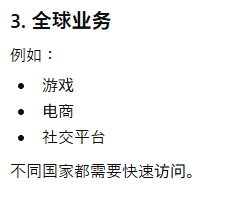 3. 全球业务
例如：
• 游戏
• 电商
• 社交平台
不同国家都需要快速访问。